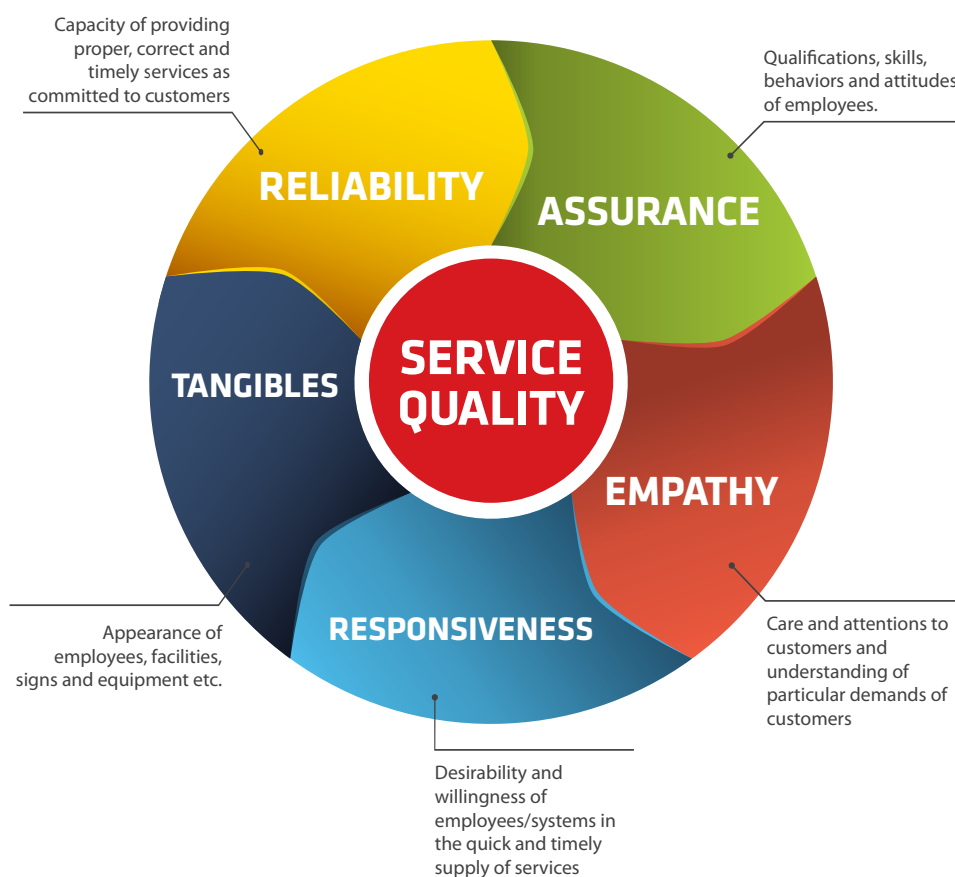 Capacity of providing
proper, correct and
timely services as
committed to customers
Qualifications, skills,
behaviors and attitudes
of employees.
RELIABILITY
ASSURANCE
SERVICE
QUALITY
TANGIBLES
EMPATHY
RESPONSIVENESS
Appearance of
employees, facilities,
signs and equipment etc.
Care and attentions to
customers and
understanding of
particular demands of
customers
Desirability and
willingness of
employees/systems in
the quick and timely
supply of services